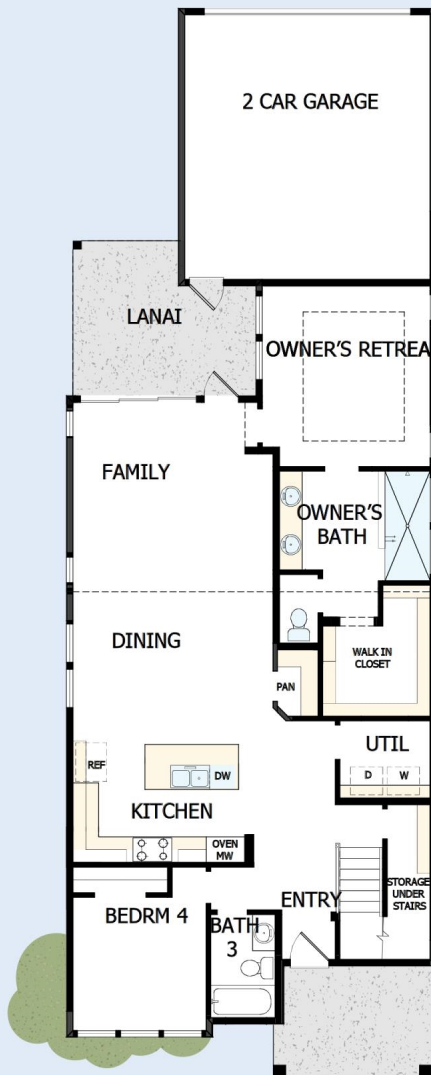 2 CAR GARAGE
LANAI
OWNER'S RETREA
FAMILY
OWNER'S
BATH
DINING
WALK IN
CLOSET
PAN
UTIL
REF
DW
D W
KITCHEN
OVEN
MW
STORAGE
UNDER
STAIRS
ENTRY
BEDRM 4
BATH
3